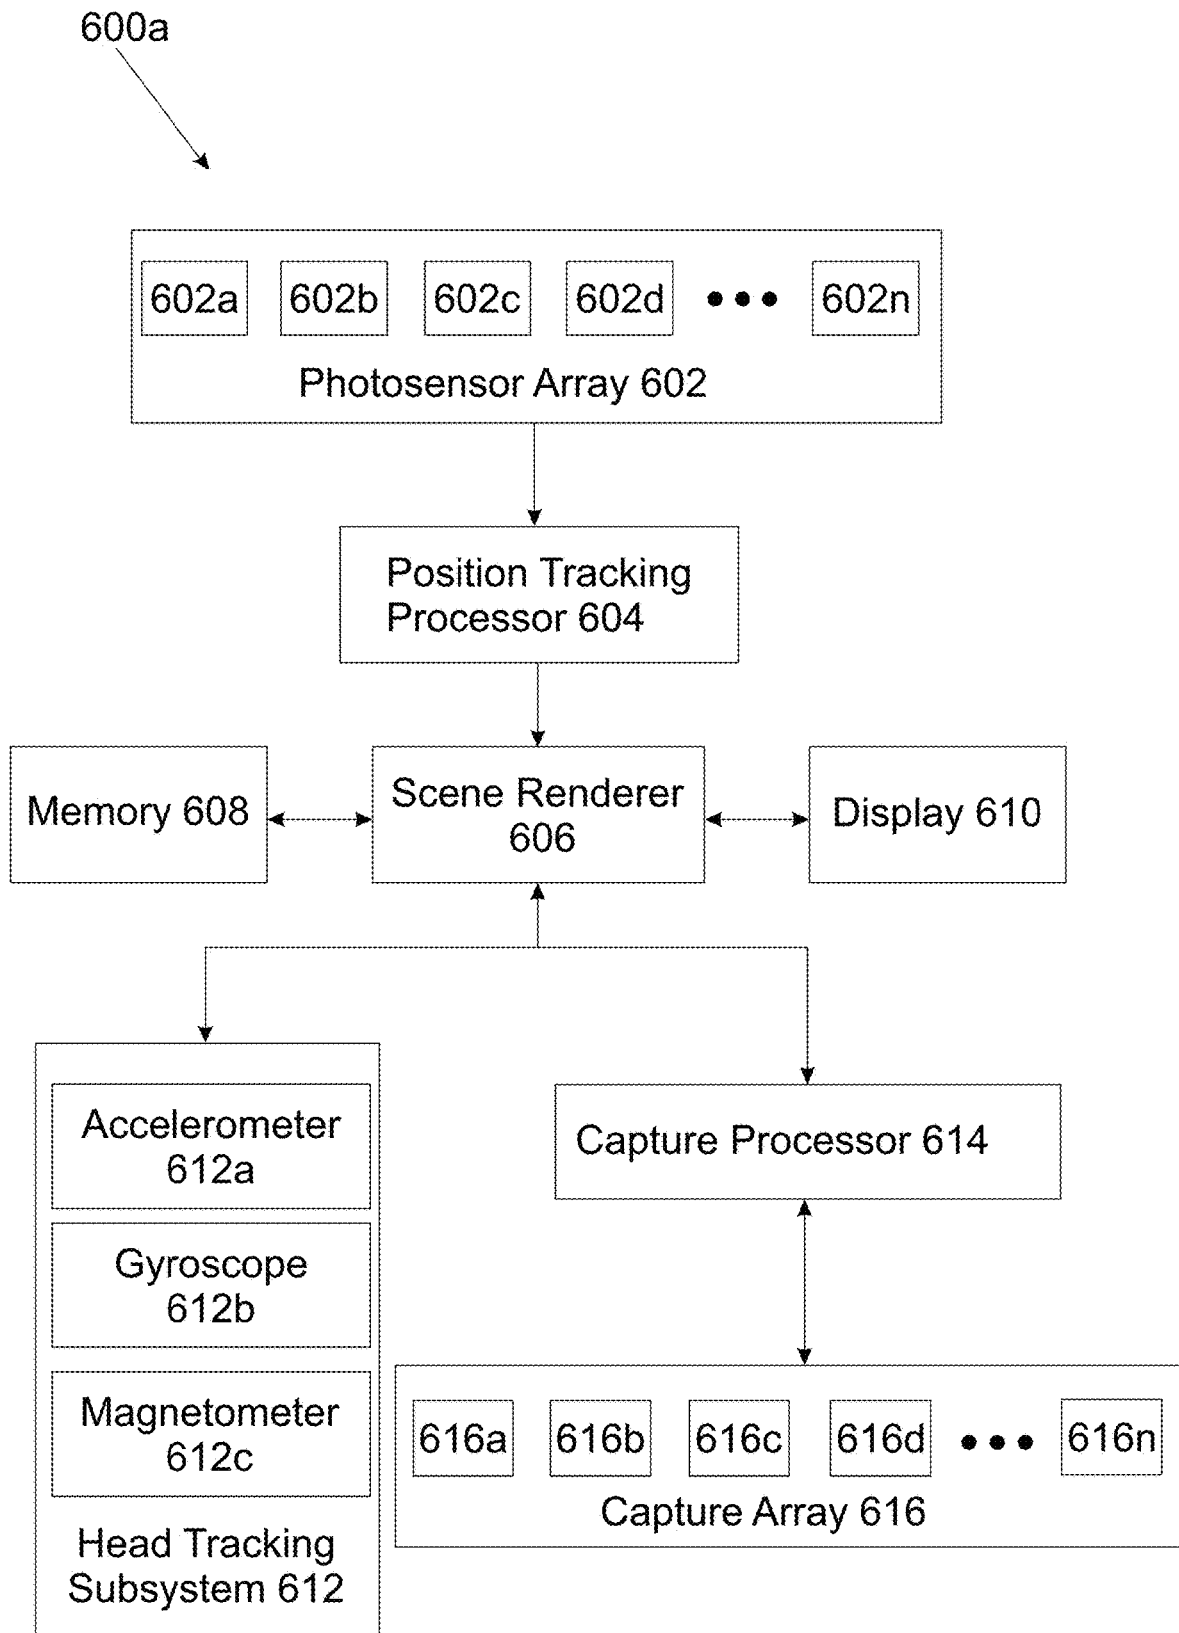 600a
602a 602b 602c 602d ••• 602n
Photosensor Array 602
Position Tracking
Processor 604
Memory 608
Scene Renderer
606
Display 610
Accelerometer
612a
Gyroscope
612b
Magnetometer
612c
Head Tracking
Subsystem 612
Capture Processor 614
616a 616b 616c 616d ••• 616n
Capture Array 616